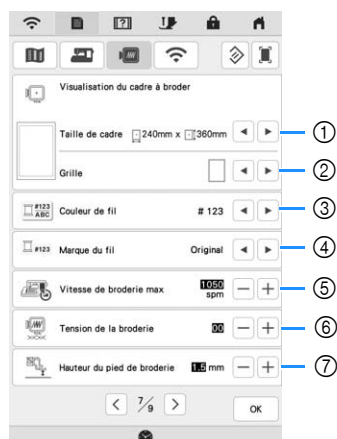 Visualisation du cadre à broder
Taille de cadre 240mm x 360mm ①
Grille ②
#123 ABC Couleur de fil # 123 ③
#123 Marque du fil Original ④
Vitesse de broderie max 1050 spm ⑤
Tension de la broderie 00 ⑥
Hauteur du pied de broderie 1.5 mm ⑦
7/9 OK